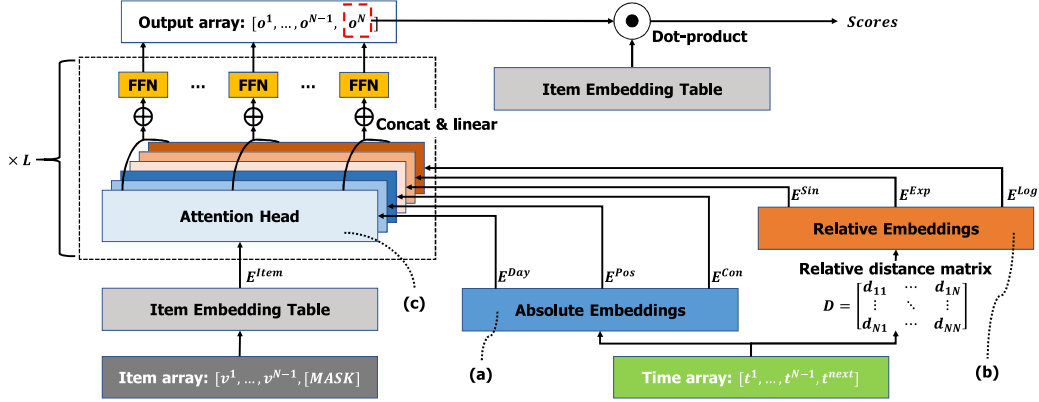 Output array: [o^1, ..., o^{N-1}, o^N]
Dot-product
Scores
FFN ... FFN ... FFN
Item Embedding Table
Concat & linear
× L
Attention Head
E^{Sin} E^{Exp} E^{Log}
Relative Embeddings
E^{Item}
(c)
E^{Day} E^{Pos} E^{Con}
Relative distance matrix
D = [d_{11} ⋯ d_{1N}
⋮ ⋱ ⋮
d_{N1} ⋯ d_{NN}]
Item Embedding Table
Absolute Embeddings
(a)
(b)
Item array: [v^1, ..., v^{N-1}, [MASK]]
Time array: [t^1, ..., t^{N-1}, t^{next}]